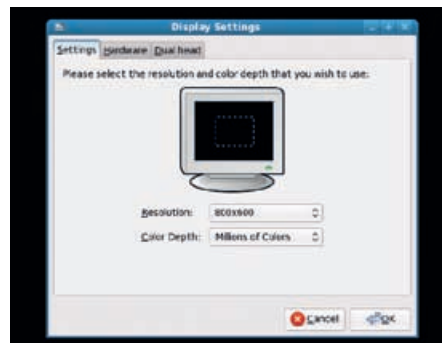 Display Settings
Settings Hardware Dual head
Please select the resolution and color depth that you wish to use:
Resolution: 800x600
Color Depth: Millions of Colors
Cancel OK